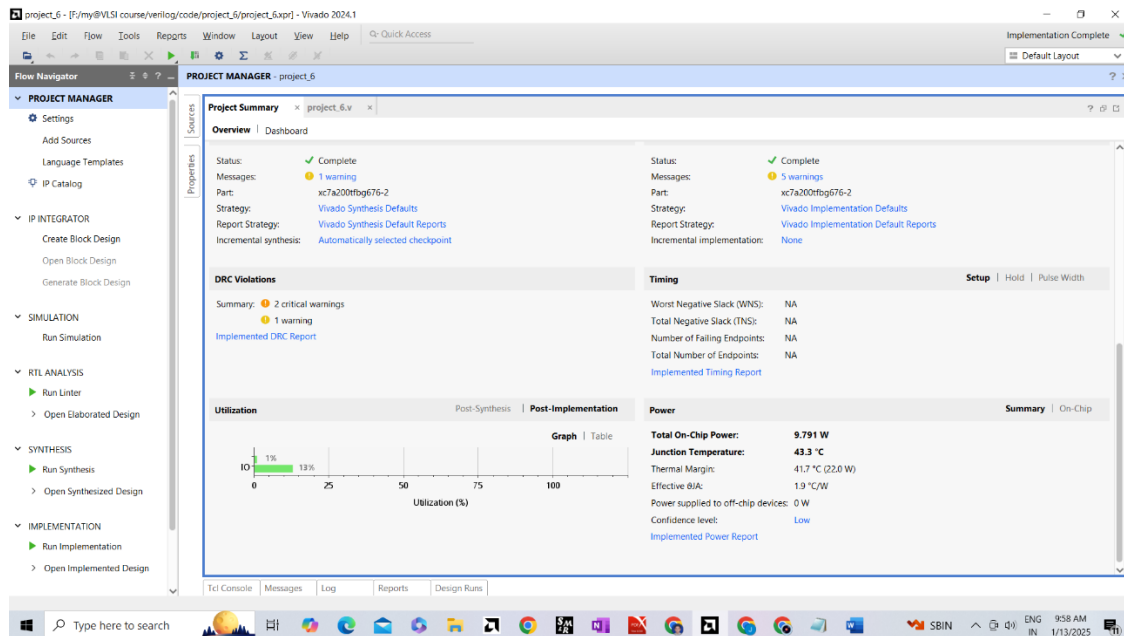 project_6 - [F:/my@VLSI course/verilog/code/project_6/project_6.xpr] - Vivado 2024.1
File Edit Flow Tools Reports Window Layout View Help Q- Quick Access
Implementation Complete
Default Layout
Flow Navigator
PROJECT MANAGER - project_6
PROJECT MANAGER
Settings
Add Sources
Language Templates
IP Catalog
IP INTEGRATOR
Create Block Design
Open Block Design
Generate Block Design
SIMULATION
Run Simulation
RTL ANALYSIS
Run Linter
Open Elaborated Design
SYNTHESIS
Run Synthesis
Open Synthesized Design
IMPLEMENTATION
Run Implementation
Open Implemented Design
Sources
Properties
Project Summary × project_6.v ×
Overview | Dashboard
Status: Complete
Messages: 1 warning
Part: xc7a200tfbg676-2
Strategy: Vivado Synthesis Defaults
Report Strategy: Vivado Synthesis Default Reports
Incremental synthesis: Automatically selected checkpoint
Status: Complete
Messages: 5 warnings
Part: xc7a200tfbg676-2
Strategy: Vivado Implementation Defaults
Report Strategy: Vivado Implementation Default Reports
Incremental implementation: None
DRC Violations
Summary: 2 critical warnings
1 warning
Implemented DRC Report
Timing
Setup | Hold | Pulse Width
Worst Negative Slack (WNS): NA
Total Negative Slack (TNS): NA
Number of Failing Endpoints: NA
Total Number of Endpoints: NA
Implemented Timing Report
Utilization
Post-Synthesis | Post-Implementation
Graph | Table
1%
IO 13%
0 25 50 75 100
Utilization (%)
Power
Summary | On-Chip
Total On-Chip Power: 9.791 W
Junction Temperature: 43.3 °C
Thermal Margin: 41.7 °C (22.0 W)
Effective ϑJA: 1.9 °C/W
Power supplied to off-chip devices: 0 W
Confidence level: Low
Implemented Power Report
Tcl Console Messages Log Reports Design Runs
Type here to search
SBIN
ENG
IN
9:58 AM
1/13/2025